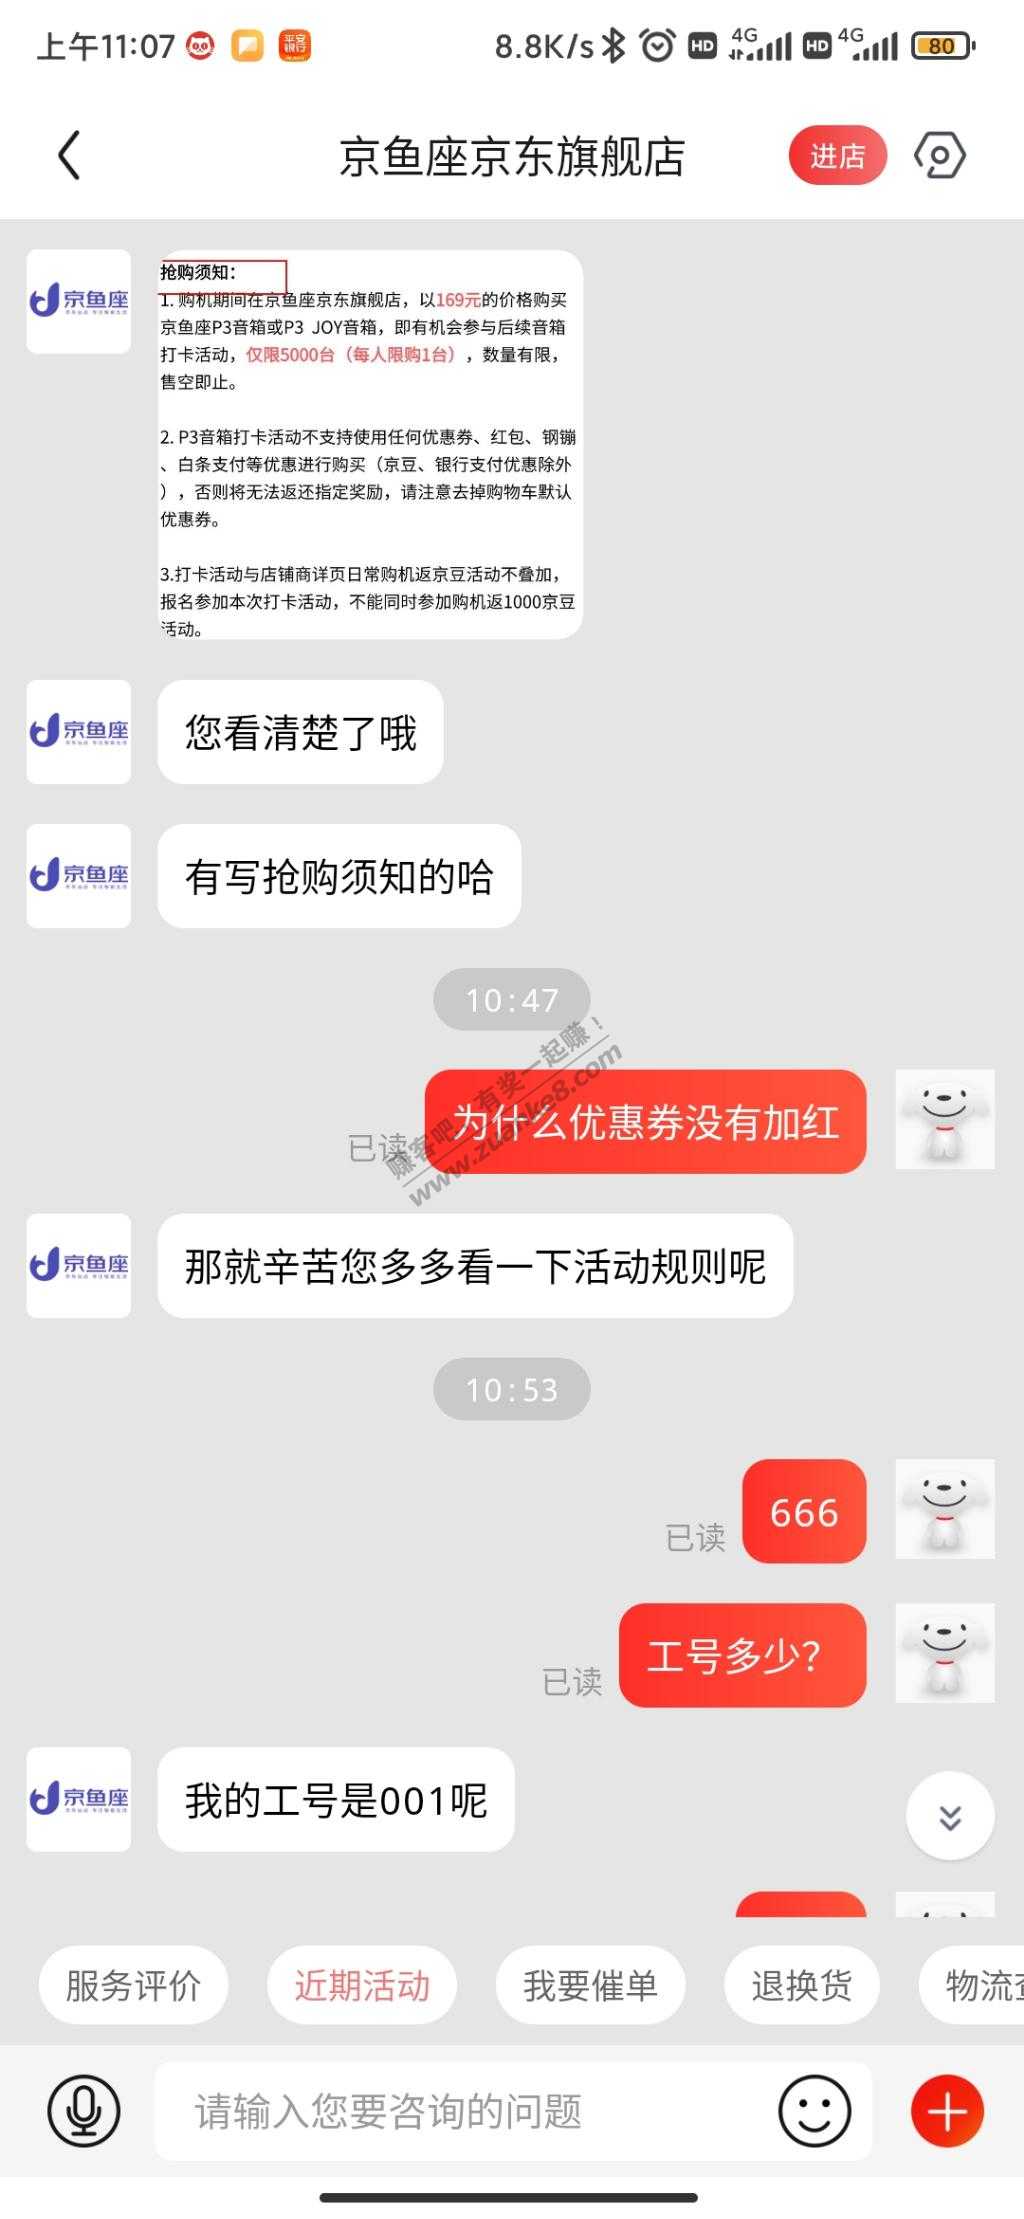 上午11:07
平安
银行
8.8K/s
HD
4G
HD
4G
80
京鱼座京东旗舰店
进店
京鱼座
抢购须知：
1. 购机期间在京鱼座京东旗舰店，以169元的价格购买
京鱼座P3音箱或P3 JOY音箱，即有机会参与后续音箱
打卡活动，仅限5000台（每人限购1台），数量有限，
售空即止。
2. P3音箱打卡活动不支持使用任何优惠券、红包、钢镚
、白条支付等优惠进行购买（京豆、银行支付优惠除外
），否则将无法返还指定奖励，请注意去掉购物车默认
优惠券。
3.打卡活动与店铺商详页日常购机返京豆活动不叠加，
报名参加本次打卡活动，不能同时参加购机返1000京豆
活动。
京鱼座
您看清楚了哦
京鱼座
有写抢购须知的哈
10:47
已读
为什么优惠券没有加红
赚客吧，有奖一起赚！
www.zuanke8.com
京鱼座
那就辛苦您多多看一下活动规则呢
10:53
已读
666
已读
工号多少？
京鱼座
我的工号是001呢
服务评价
近期活动
我要催单
退换货
物流查
请输入您要咨询的问题